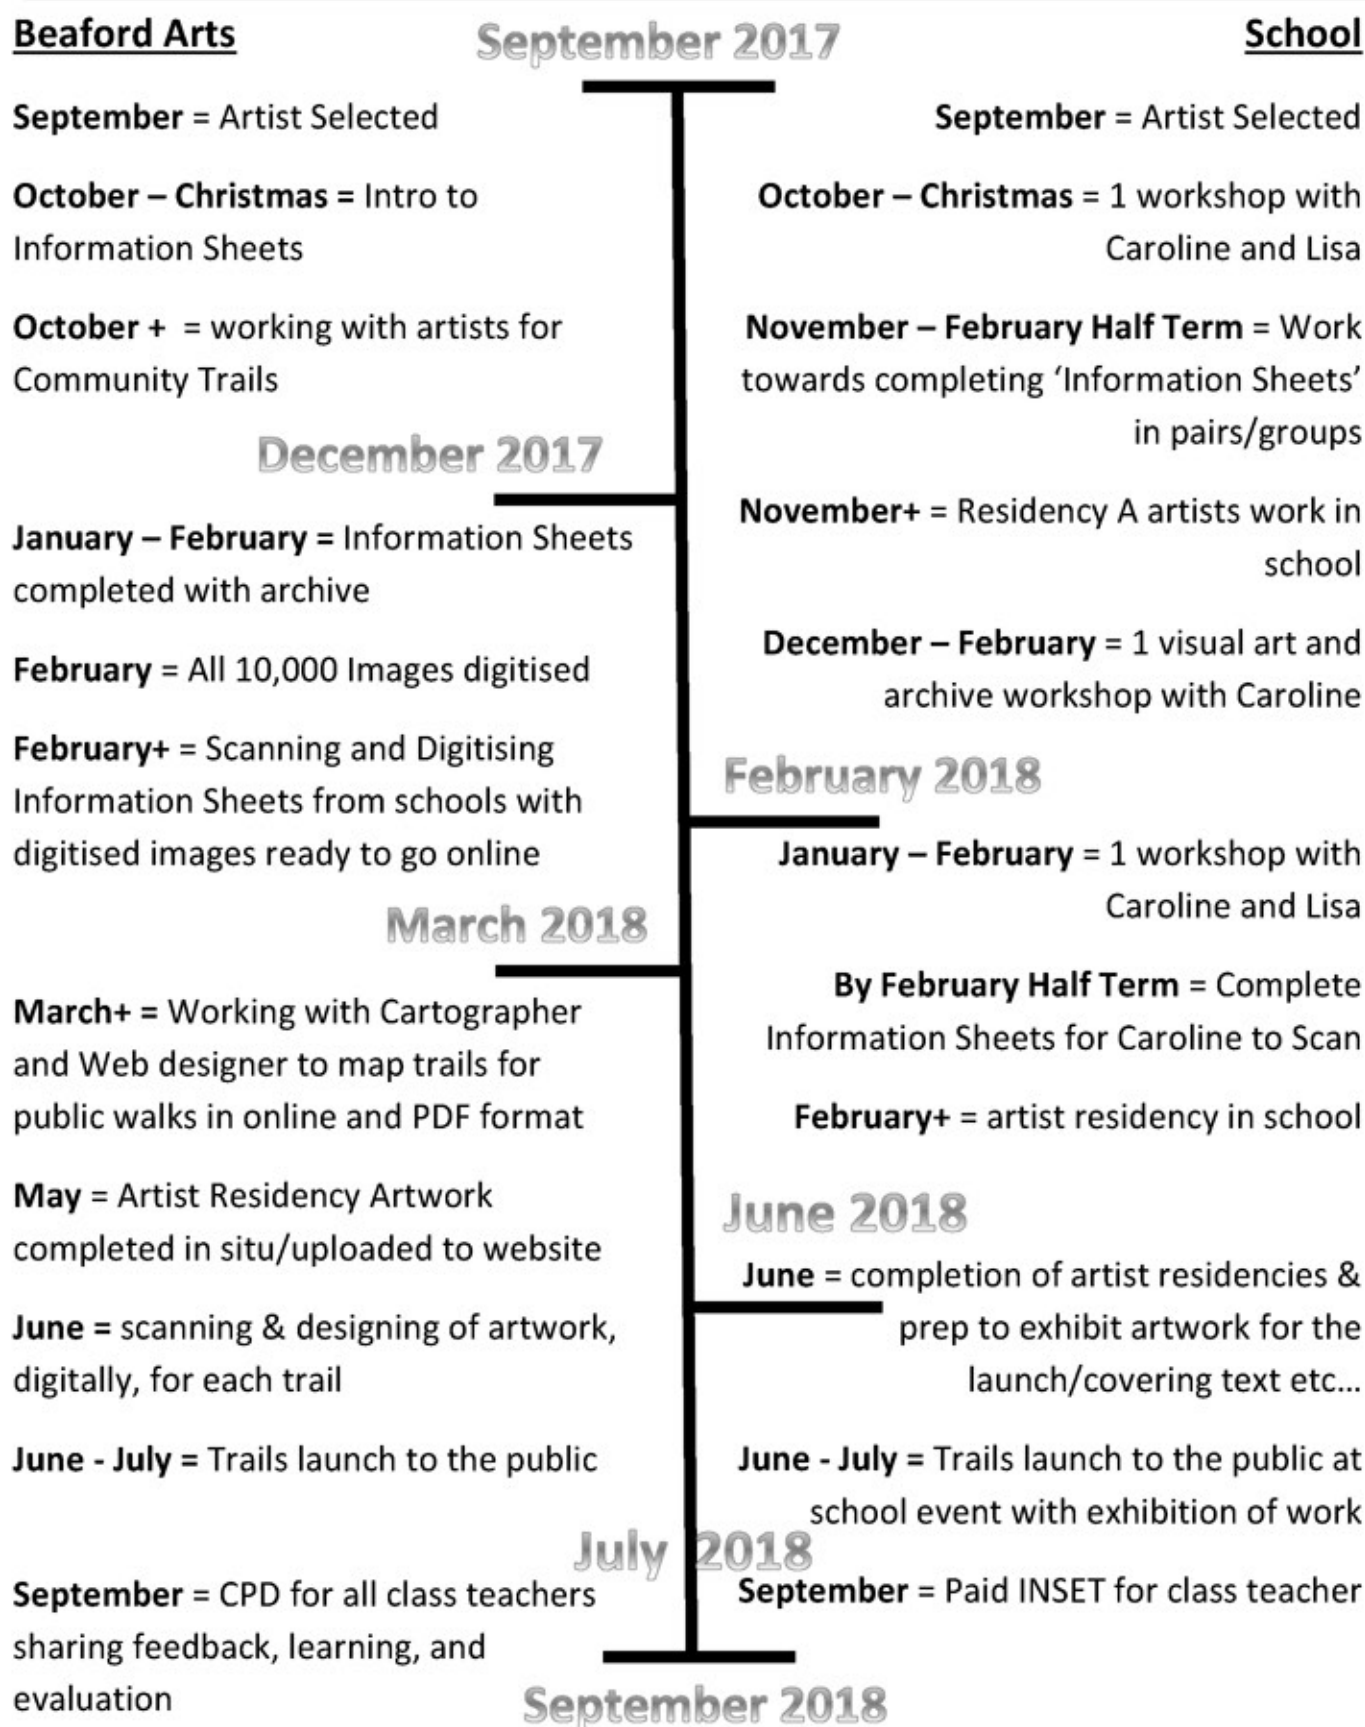 Beaford Arts
September 2017
School
September = Artist Selected
October – Christmas = Intro to
Information Sheets
October +  = working with artists for
Community Trails
December 2017
January – February = Information Sheets
completed with archive
February = All 10,000 Images digitised
February+ = Scanning and Digitising
Information Sheets from schools with
digitised images ready to go online
March 2018
March+ = Working with Cartographer
and Web designer to map trails for
public walks in online and PDF format
May = Artist Residency Artwork
completed in situ/uploaded to website
June = scanning & designing of artwork,
digitally, for each trail
June - July = Trails launch to the public
September = CPD for all class teachers
sharing feedback, learning, and
evaluation
September = Artist Selected
October – Christmas = 1 workshop with
Caroline and Lisa
November – February Half Term = Work
towards completing ‘Information Sheets’
in pairs/groups
November+ = Residency A artists work in
school
December – February = 1 visual art and
archive workshop with Caroline
February 2018
January – February = 1 workshop with
Caroline and Lisa
By February Half Term = Complete
Information Sheets for Caroline to Scan
February+ = artist residency in school
June 2018
June = completion of artist residencies &
prep to exhibit artwork for the
launch/covering text etc…
June - July = Trails launch to the public at
school event with exhibition of work
July 2018
September = Paid INSET for class teacher
September 2018